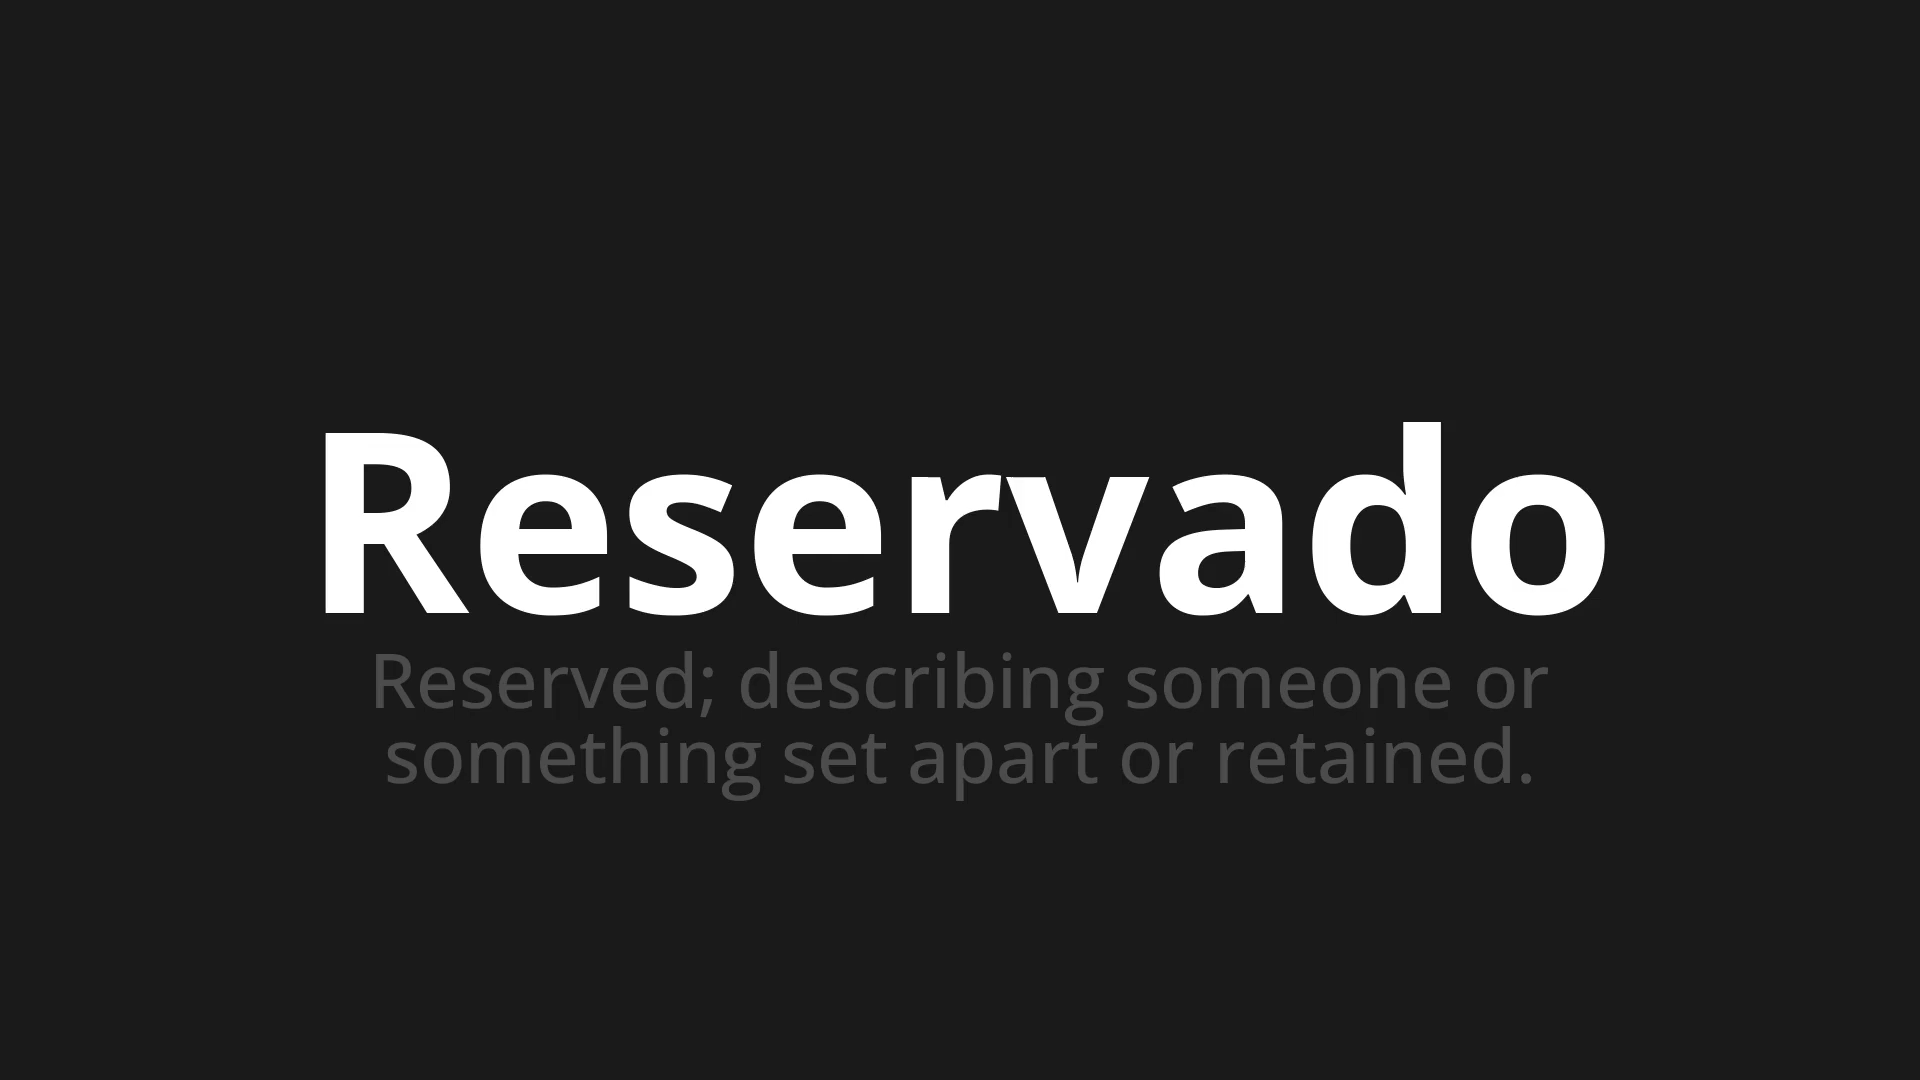 Reservado
Reserved; describing someone or
something set apart or retained.